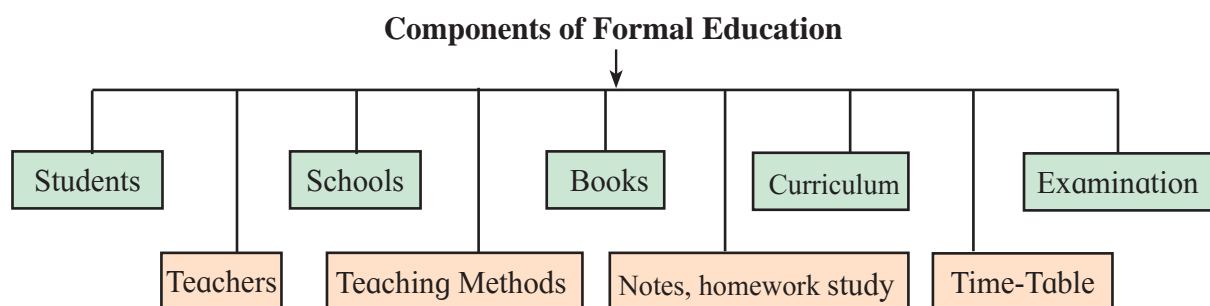 Components of Formal Education
Students
Schools
Books
Curriculum
Examination
Teachers
Teaching Methods
Notes, homework study
Time-Table